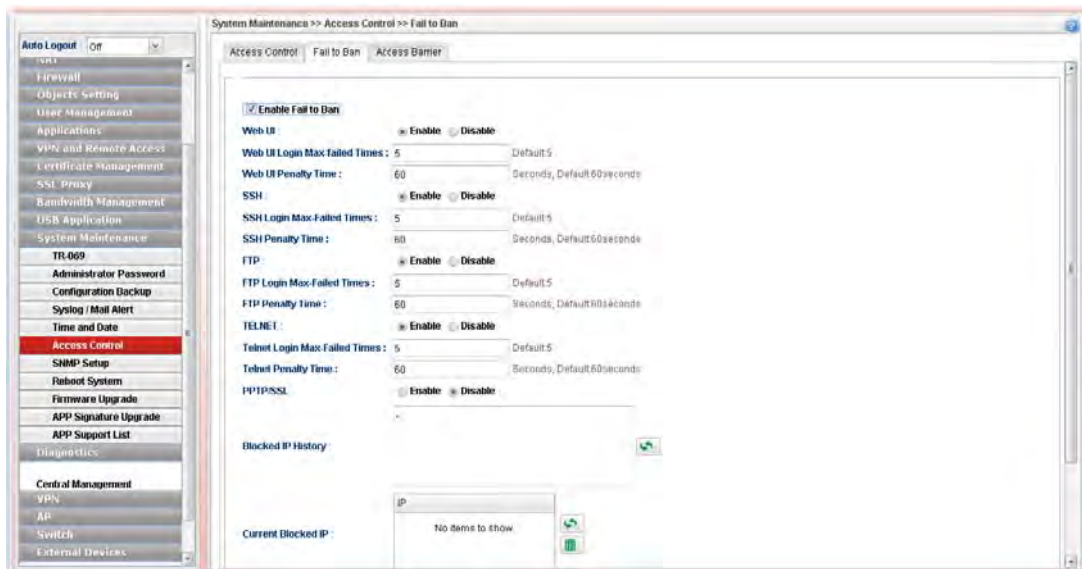 System Maintenance >> Access Control >> Fail to Ban
Auto Logout : Off
NAT
Firewall
Objects Setting
User Management
Applications
VPN and Remote Access
Certificate Management
SSL Proxy
Bandwidth Management
USB Application
System Maintenance
TR-069
Administrator Password
Configuration Backup
Syslog / Mail Alert
Time and Date
Access Control
SNMP Setup
Reboot System
Firmware Upgrade
APP Signature Upgrade
APP Support List
Diagnostics
Central Management
VPN
AP
Switch
External Devices
Access Control Fail to Ban Access Barrier
Enable Fail to Ban
Web UI : Enable Disable
Web UI Login Max-failed Times : 5 Default:5
Web UI Penalty Time : 60 Seconds, Default:60seconds
SSH : Enable Disable
SSH Login Max-Failed Times : 5 Default:5
SSH Penalty Time : 60 Seconds, Default:60seconds
FTP : Enable Disable
FTP Login Max-Failed Times : 5 Default:5
FTP Penalty Time : 60 Seconds, Default:60seconds
TELNET : Enable Disable
Telnet Login Max-Failed Times : 5 Default:5
Telnet Penalty Time : 60 Seconds, Default:60seconds
PPTP/SSL Enable Disable
Blocked IP History :
IP
No items to show.
Current Blocked IP :